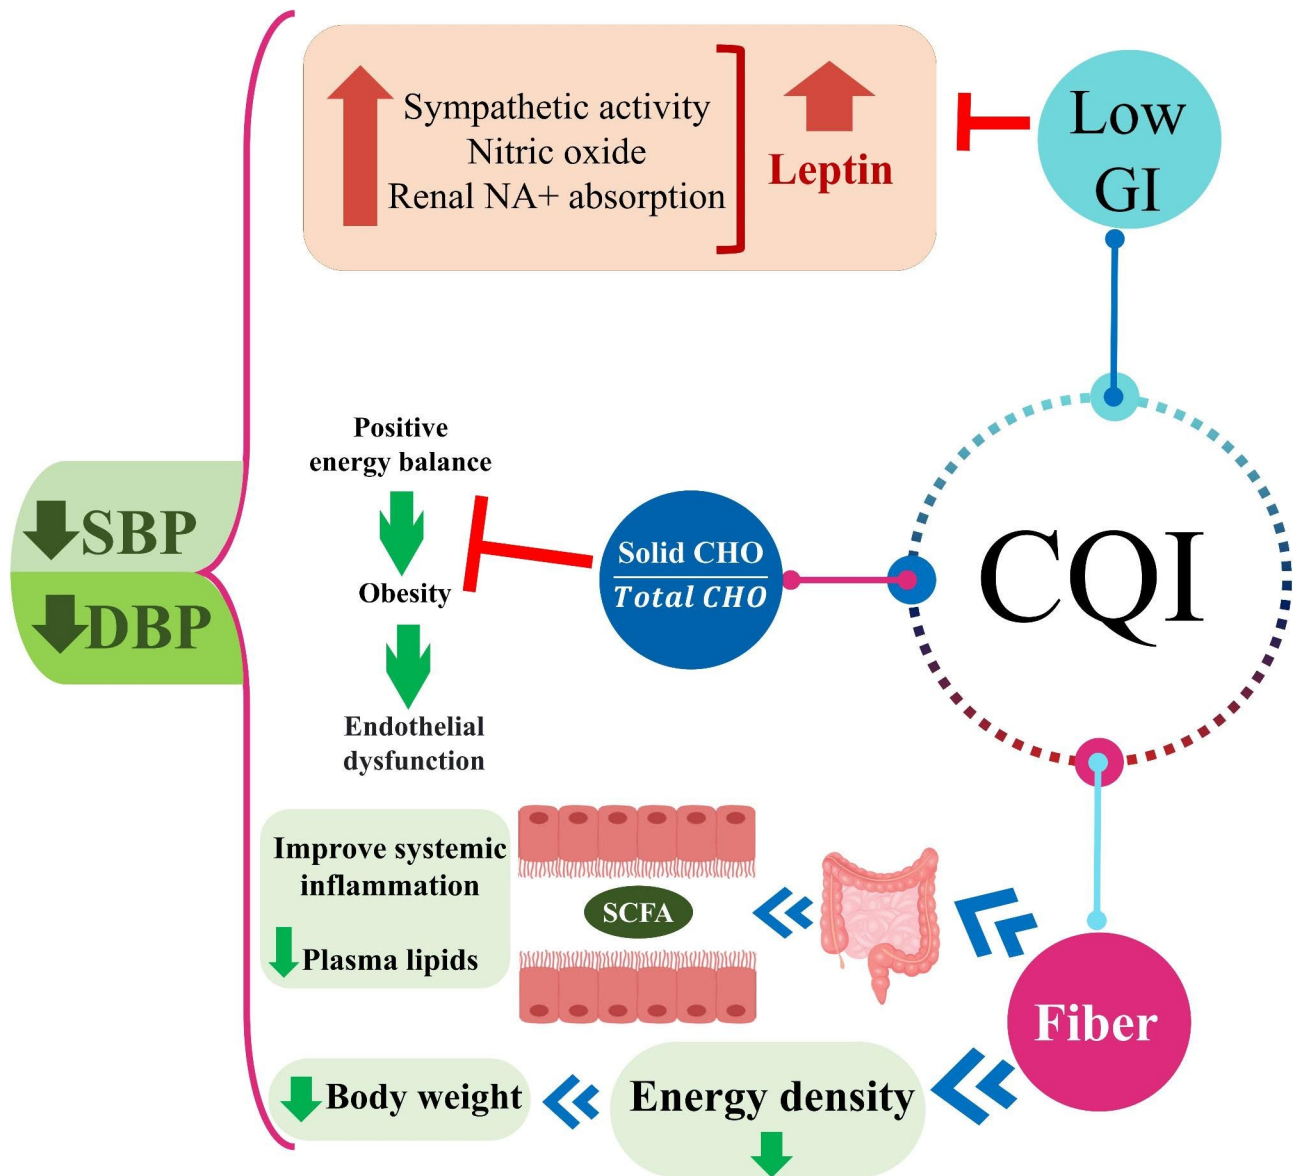 Sympathetic activity
Nitric oxide
Renal NA+ absorption
Leptin
Low
GI
Positive
energy balance
Obesity
Endothelial
dysfunction
Solid CHO
Total CHO
CQI
SBP
DBP
Improve systemic
inflammation
Plasma lipids
SCFA
Fiber
Body weight
Energy density